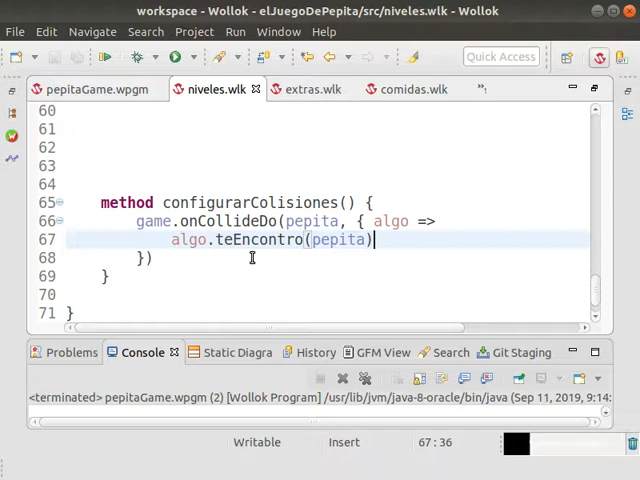 workspace - Wollok - elJuegoDePepita/src/niveles.wlk - Wollok
File Edit Navigate Search Project Run Window Help
Quick Access
pepitaGame.wpgm niveles.wlk extras.wlk comidas.wlk »1
60
61
62
63
64
65 method configurarColisiones() {
66 game.onCollideDo(pepita, { algo =>
67 algo.teEncontro(pepita)
68 })
69 }
70
71 }
Problems Console Static Diagra History GFM View Search Git Staging
<terminated> pepitaGame.wpgm (2) [Wollok Program] /usr/lib/jvm/java-8-oracle/bin/java (Sep 11, 2019, 9:14:
Writable Insert 67 : 36